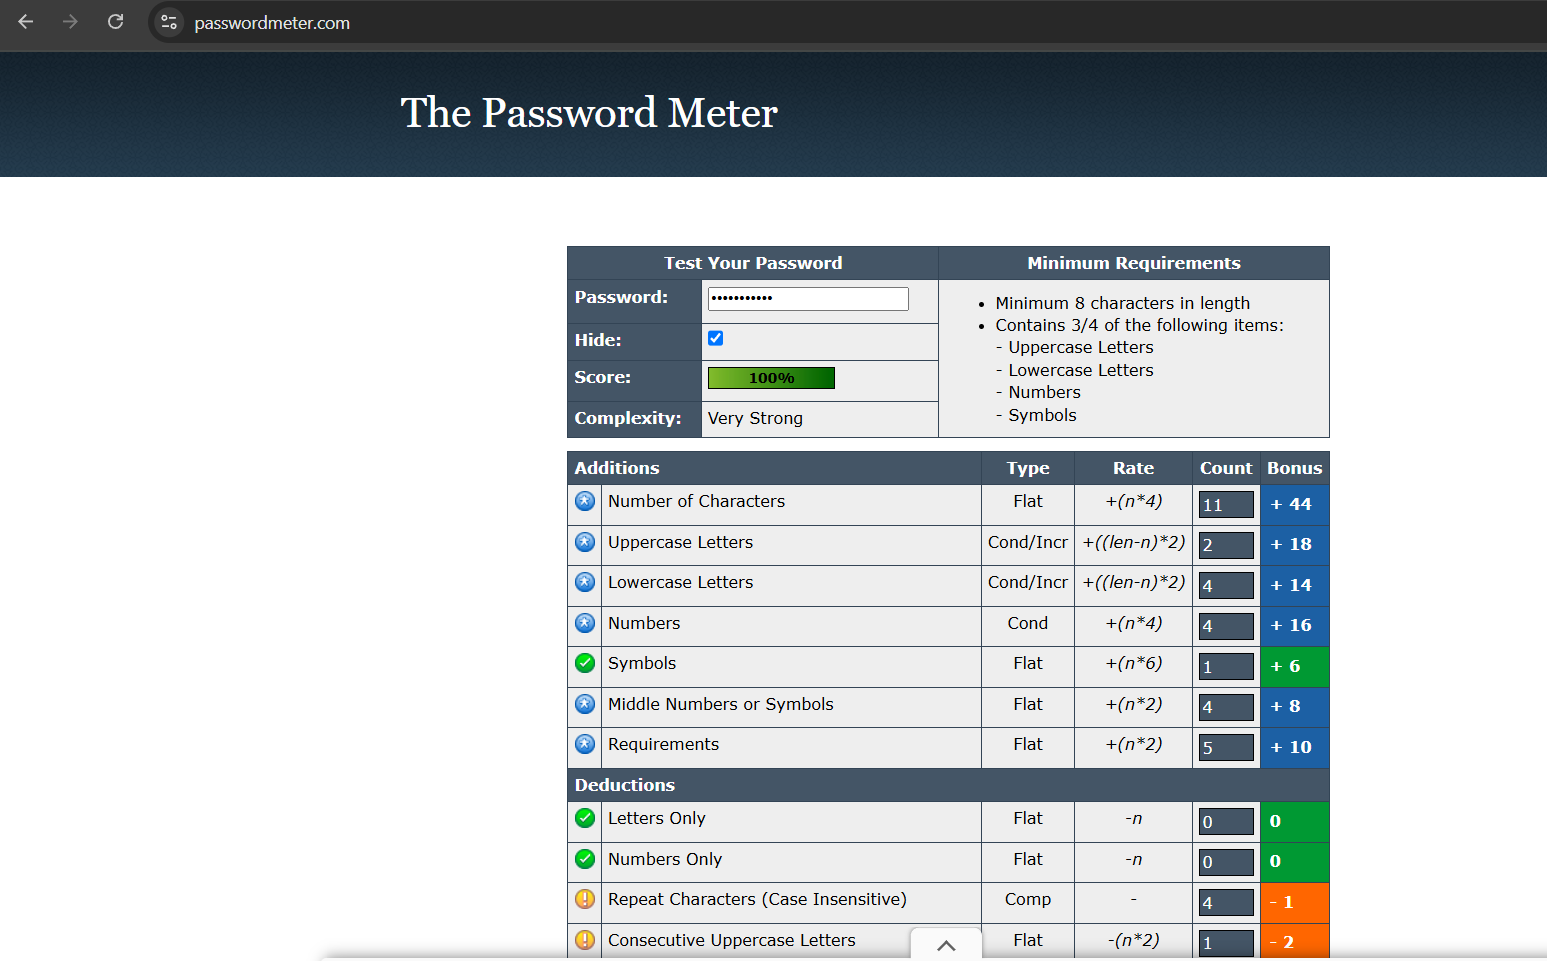 passwordmeter.com
The Password Meter
Test Your Password
Minimum Requirements
Password:
•••••••••••
Hide:
Score:
100%
Complexity:
Very Strong
• Minimum 8 characters in length
• Contains 3/4 of the following items:
- Uppercase Letters
- Lowercase Letters
- Numbers
- Symbols
Additions Type Rate Count Bonus
Number of Characters Flat +(n*4) 11 + 44
Uppercase Letters Cond/Incr +((len-n)*2) 2 + 18
Lowercase Letters Cond/Incr +((len-n)*2) 4 + 14
Numbers Cond +(n*4) 4 + 16
Symbols Flat +(n*6) 1 + 6
Middle Numbers or Symbols Flat +(n*2) 4 + 8
Requirements Flat +(n*2) 5 + 10
Deductions
Letters Only Flat -n 0 0
Numbers Only Flat -n 0 0
Repeat Characters (Case Insensitive) Comp - 4 - 1
Consecutive Uppercase Letters Flat -(n*2) 1 - 2